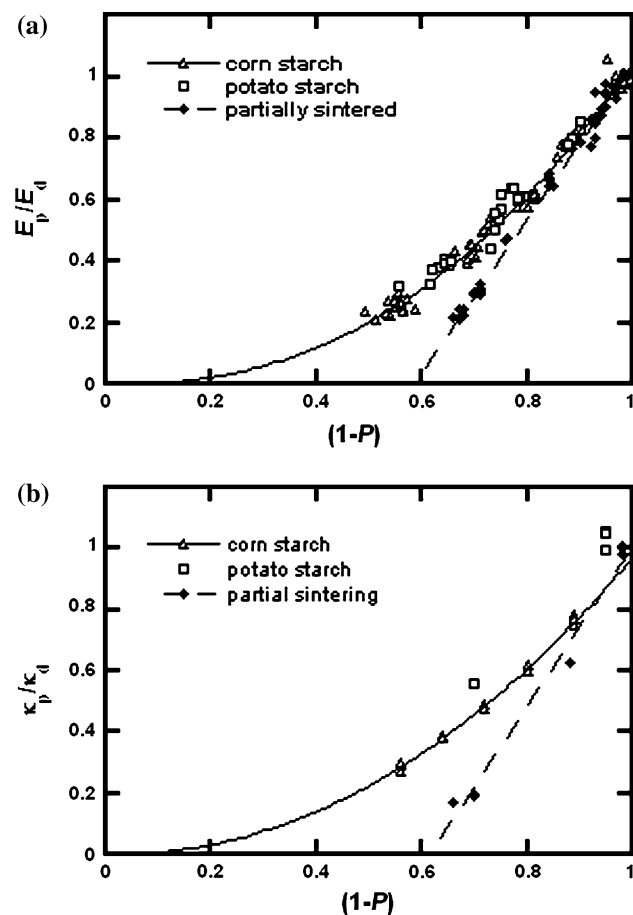 (a)
corn starch
potato starch
partially sintered
1
0.8
0.6
0.4
0.2
0
E_p/E_d
0
0.2
0.4
0.6
0.8
1
(1-P)
(b)
corn starch
potato starch
partial sintering
1
0.8
0.6
0.4
0.2
0
κ_p/κ_d
0
0.2
0.4
0.6
0.8
1
(1-P)